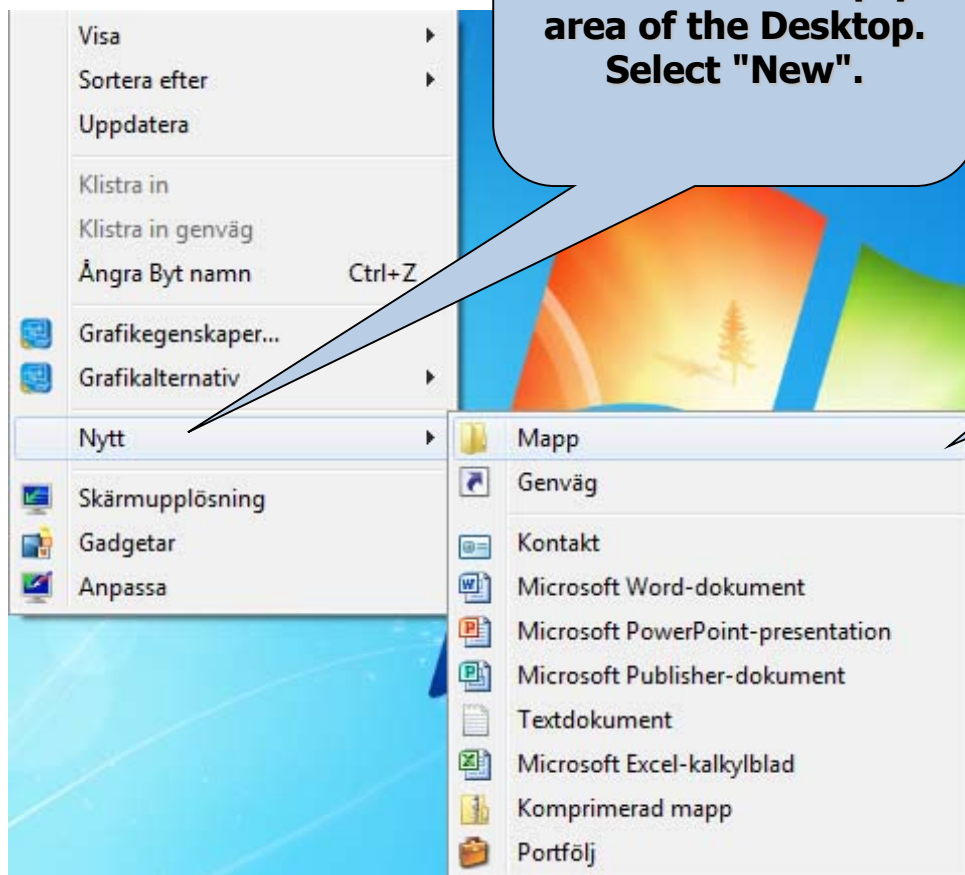 area of the Desktop.
Select "New".
Visa
Sortera efter
Uppdatera
Klistra in
Klistra in genväg
Ångra Byt namn Ctrl+Z
Grafikegenskaper...
Grafikalternativ
Nytt
Skärmupplösning
Gadgetar
Anpassa
Mapp
Genväg
Kontakt
Microsoft Word-dokument
Microsoft PowerPoint-presentation
Microsoft Publisher-dokument
Textdokument
Microsoft Excel-kalkylblad
Komprimerad mapp
Portfölj